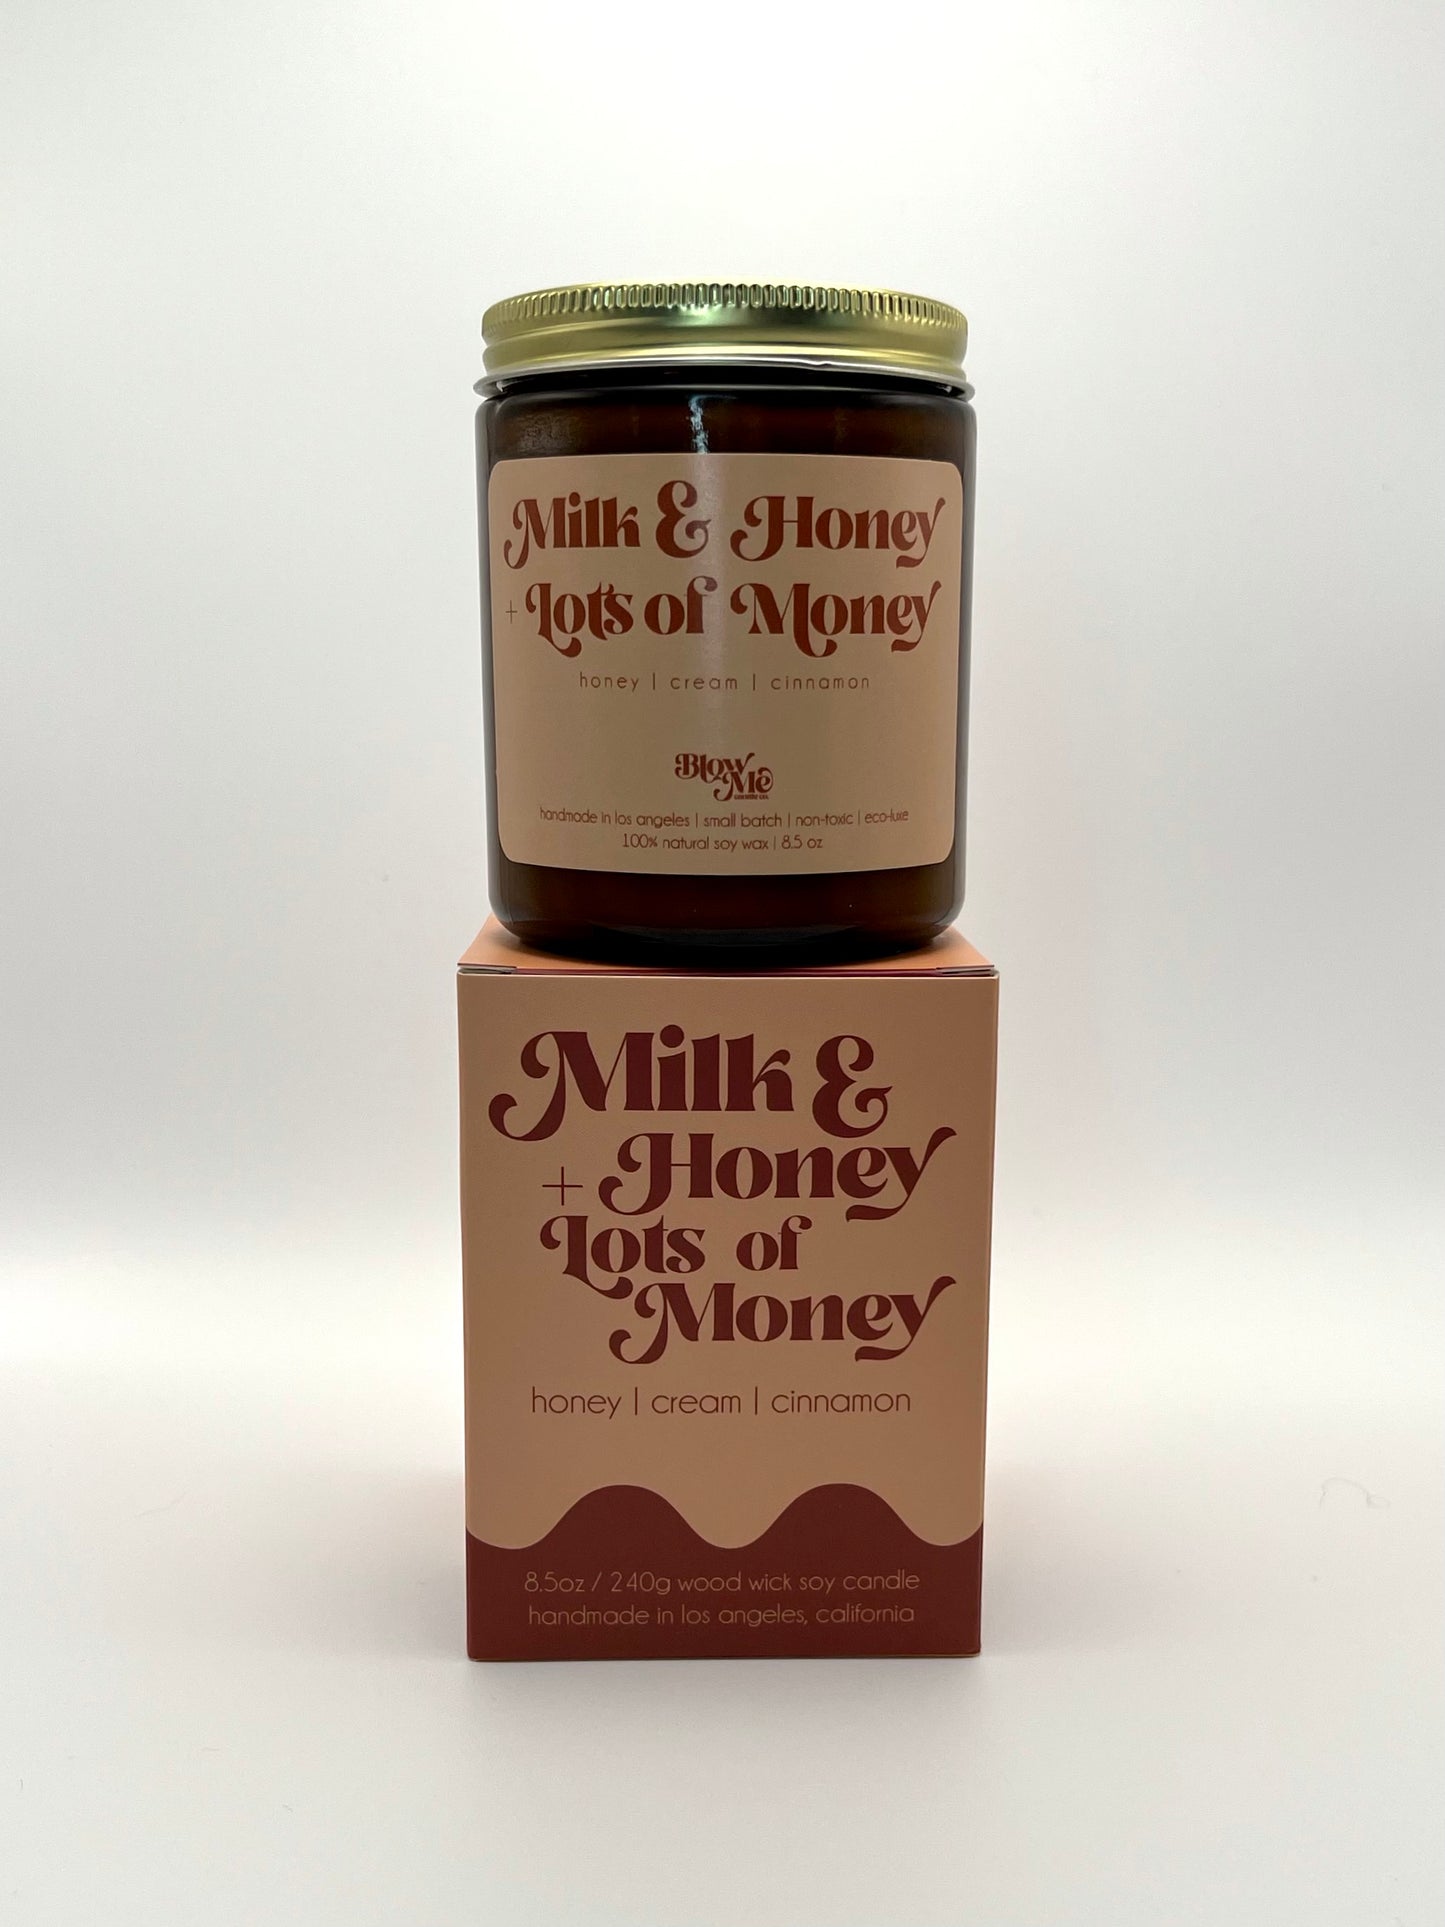 Milk & Honey
+ Lots of Money
honey | cream | cinnamon
Blow
Me
handmade in los angeles | small batch | non-toxic | eco-luxe
100% natural soy wax | 8.5 oz
Milk &
+ Honey
Lots of
Money
honey | cream | cinnamon
8.5oz / 240g wood wick soy candle
handmade in los angeles, california